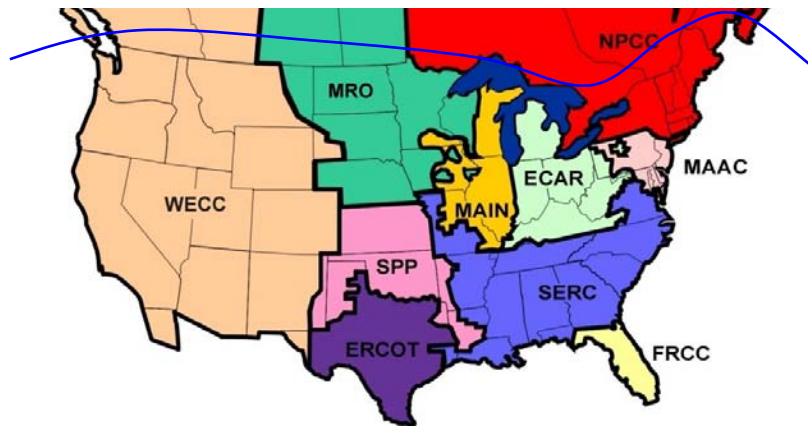 NPCC
MRO
MAAC
ECAR
WECC
MAIN
SPP
SERC
ERCOT
FRCC